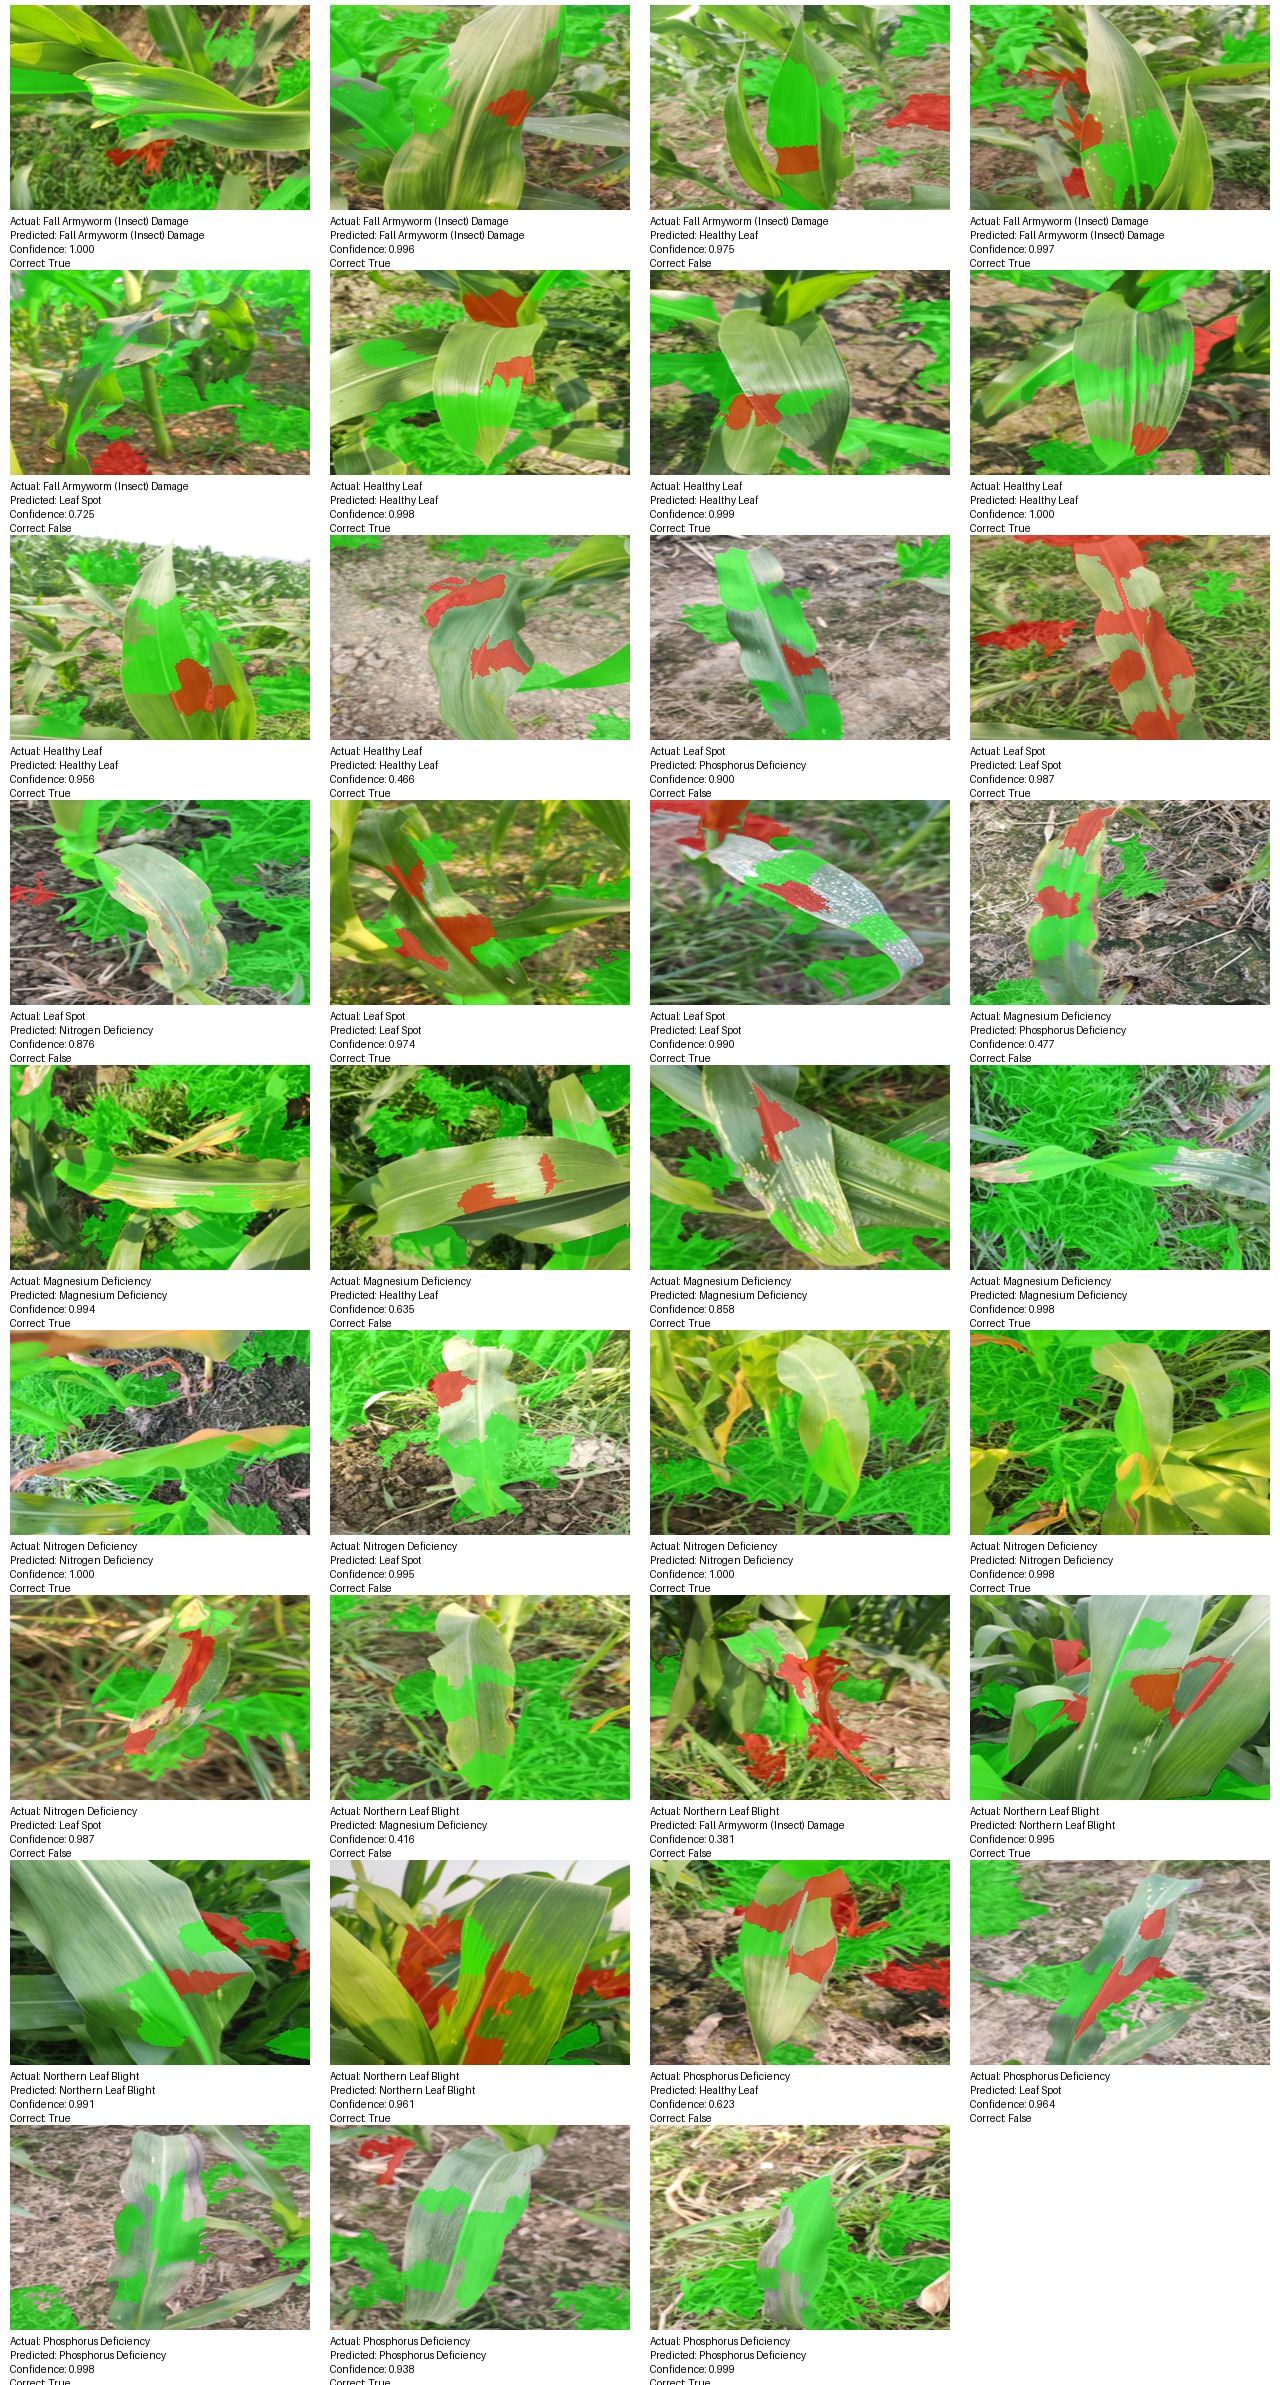 Actual: Fall Armyworm (Insect) Damage
Predicted: Fall Armyworm (Insect) Damage
Confidence: 1.000
Correct: True
Actual: Fall Armyworm (Insect) Damage
Predicted: Fall Armyworm (Insect) Damage
Confidence: 0.996
Correct: True
Actual: Fall Armyworm (Insect) Damage
Predicted: Healthy Leaf
Confidence: 0.975
Correct: False
Actual: Fall Armyworm (Insect) Damage
Predicted: Fall Armyworm (Insect) Damage
Confidence: 0.997
Correct: True
Actual: Fall Armyworm (Insect) Damage
Predicted: Leaf Spot
Confidence: 0.725
Correct: False
Actual: Healthy Leaf
Predicted: Healthy Leaf
Confidence: 0.998
Correct: True
Actual: Healthy Leaf
Predicted: Healthy Leaf
Confidence: 0.999
Correct: True
Actual: Healthy Leaf
Predicted: Healthy Leaf
Confidence: 1.000
Correct: True
Actual: Healthy Leaf
Predicted: Healthy Leaf
Confidence: 0.956
Correct: True
Actual: Healthy Leaf
Predicted: Healthy Leaf
Confidence: 0.466
Correct: True
Actual: Leaf Spot
Predicted: Phosphorus Deficiency
Confidence: 0.900
Correct: False
Actual: Leaf Spot
Predicted: Leaf Spot
Confidence: 0.987
Correct: True
Actual: Leaf Spot
Predicted: Nitrogen Deficiency
Confidence: 0.876
Correct: False
Actual: Leaf Spot
Predicted: Leaf Spot
Confidence: 0.974
Correct: True
Actual: Leaf Spot
Predicted: Leaf Spot
Confidence: 0.990
Correct: True
Actual: Magnesium Deficiency
Predicted: Phosphorus Deficiency
Confidence: 0.477
Correct: False
Actual: Magnesium Deficiency
Predicted: Magnesium Deficiency
Confidence: 0.994
Correct: True
Actual: Magnesium Deficiency
Predicted: Healthy Leaf
Confidence: 0.635
Correct: False
Actual: Magnesium Deficiency
Predicted: Magnesium Deficiency
Confidence: 0.858
Correct: True
Actual: Magnesium Deficiency
Predicted: Magnesium Deficiency
Confidence: 0.998
Correct: True
Actual: Nitrogen Deficiency
Predicted: Nitrogen Deficiency
Confidence: 1.000
Correct: True
Actual: Nitrogen Deficiency
Predicted: Leaf Spot
Confidence: 0.995
Correct: False
Actual: Nitrogen Deficiency
Predicted: Nitrogen Deficiency
Confidence: 1.000
Correct: True
Actual: Nitrogen Deficiency
Predicted: Nitrogen Deficiency
Confidence: 0.998
Correct: True
Actual: Nitrogen Deficiency
Predicted: Leaf Spot
Confidence: 0.987
Correct: False
Actual: Northern Leaf Blight
Predicted: Magnesium Deficiency
Confidence: 0.416
Correct: False
Actual: Northern Leaf Blight
Predicted: Fall Armyworm (Insect) Damage
Confidence: 0.381
Correct: False
Actual: Northern Leaf Blight
Predicted: Northern Leaf Blight
Confidence: 0.995
Correct: True
Actual: Northern Leaf Blight
Predicted: Northern Leaf Blight
Confidence: 0.991
Correct: True
Actual: Northern Leaf Blight
Predicted: Northern Leaf Blight
Confidence: 0.961
Correct: True
Actual: Phosphorus Deficiency
Predicted: Healthy Leaf
Confidence: 0.623
Correct: False
Actual: Phosphorus Deficiency
Predicted: Leaf Spot
Confidence: 0.964
Correct: False
Actual: Phosphorus Deficiency
Predicted: Phosphorus Deficiency
Confidence: 0.998
Correct: True
Actual: Phosphorus Deficiency
Predicted: Phosphorus Deficiency
Confidence: 0.938
Correct: True
Actual: Phosphorus Deficiency
Predicted: Phosphorus Deficiency
Confidence: 0.999
Correct: True